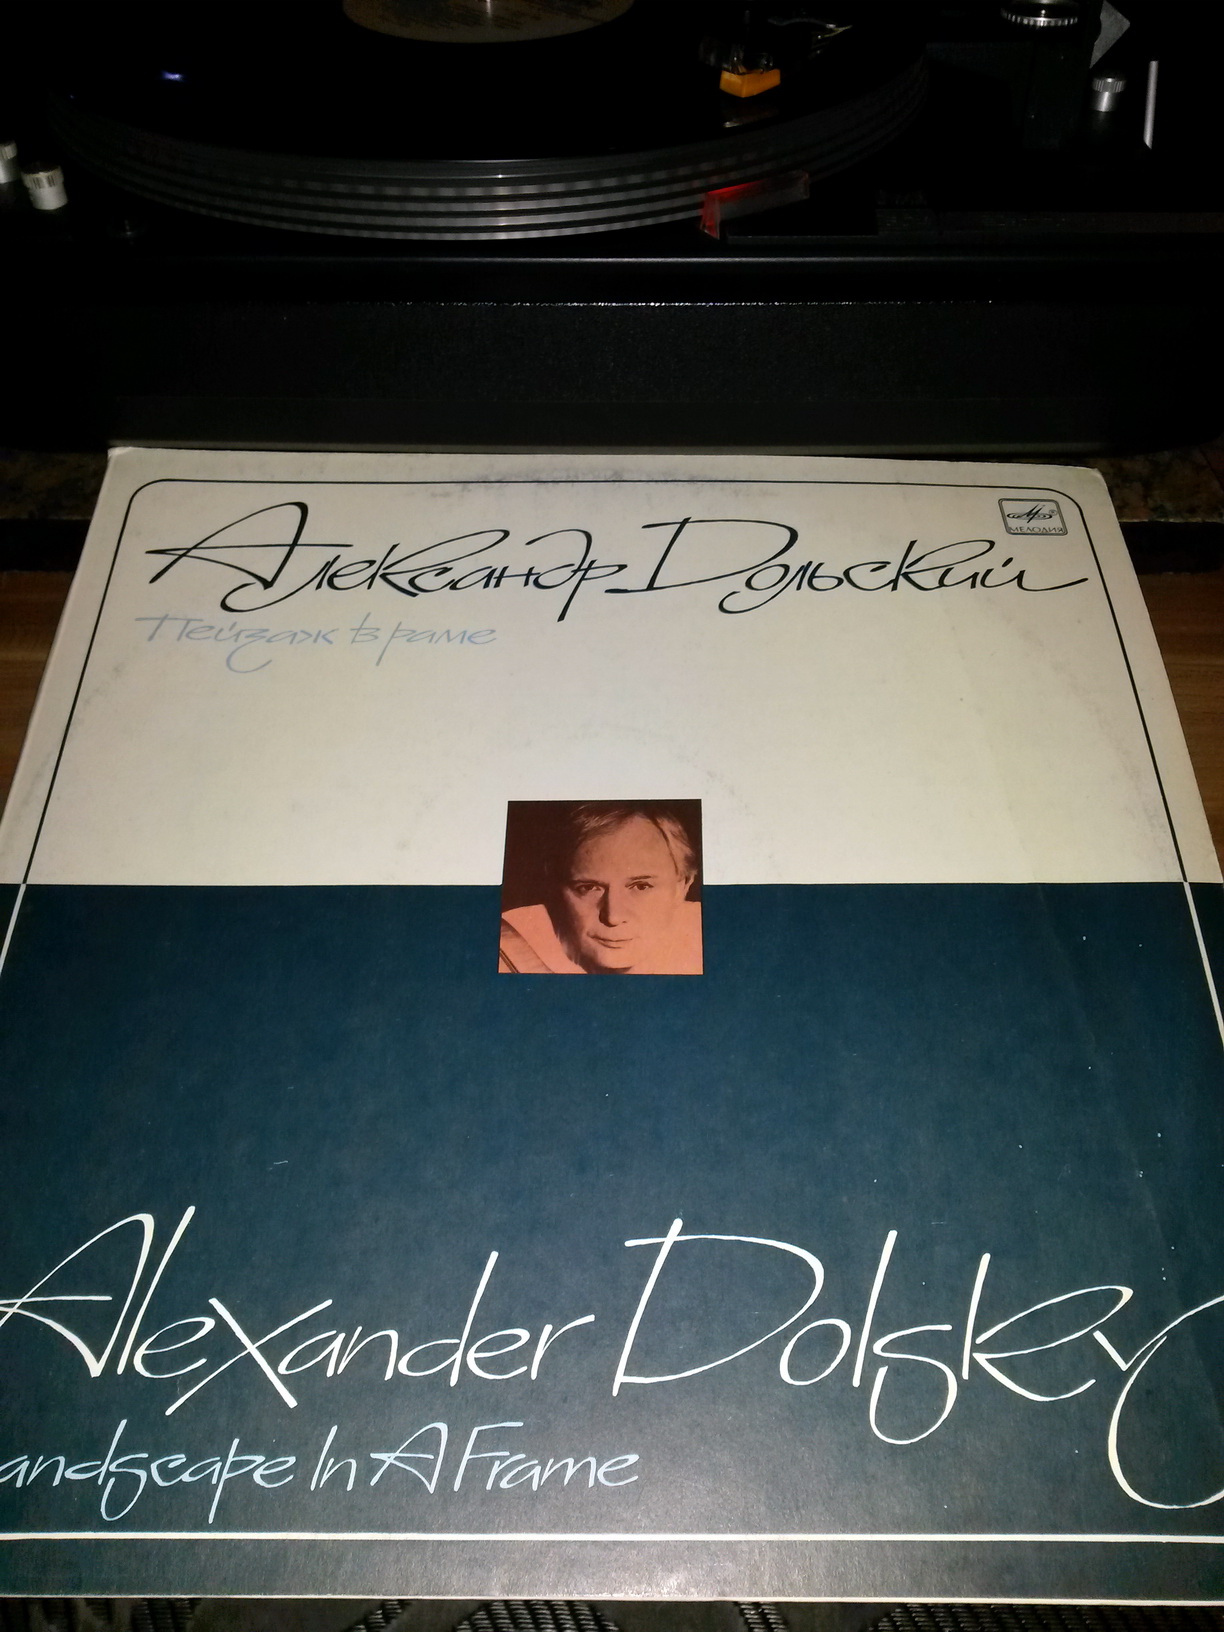 Александр Дольский
МЕЛОДИЯ
Пейзаж в раме
Alexander Dolsky
andscape In A Frame